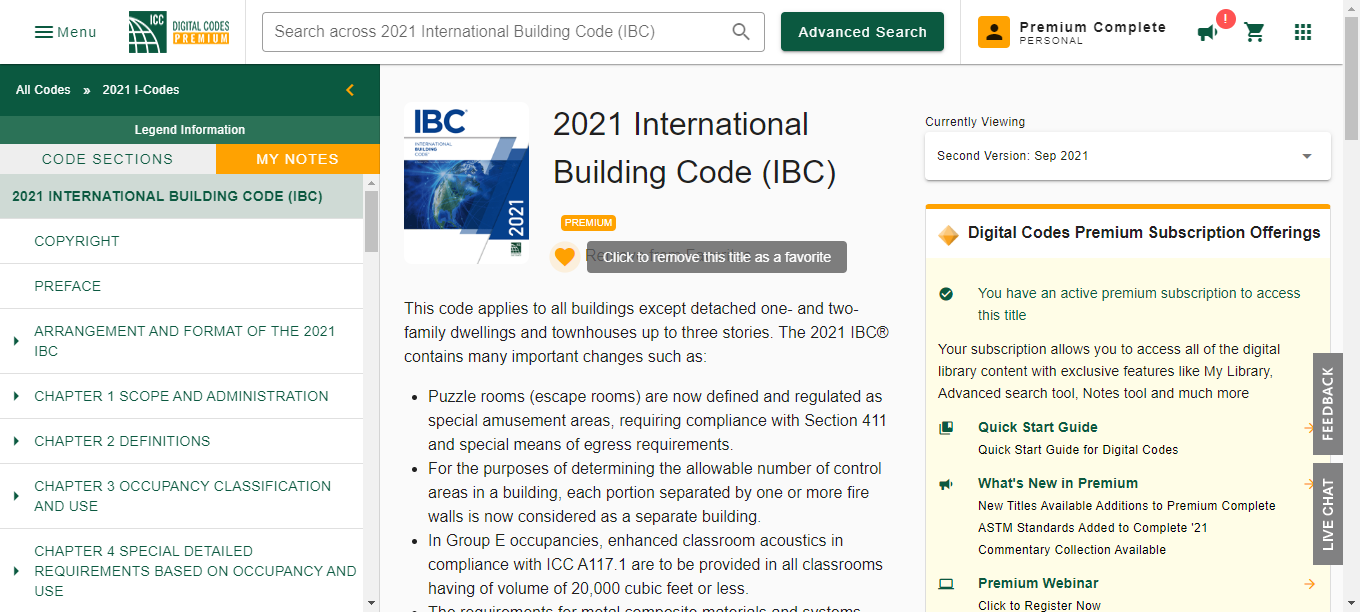 Menu
ICC
DIGITAL CODES
PREMIUM
Search across 2021 International Building Code (IBC)
Advanced Search
Premium Complete
PERSONAL
!
All Codes » 2021 I-Codes
Legend Information
CODE SECTIONS
MY NOTES
2021 INTERNATIONAL BUILDING CODE (IBC)
COPYRIGHT
PREFACE
ARRANGEMENT AND FORMAT OF THE 2021
IBC
CHAPTER 1 SCOPE AND ADMINISTRATION
CHAPTER 2 DEFINITIONS
CHAPTER 3 OCCUPANCY CLASSIFICATION
AND USE
CHAPTER 4 SPECIAL DETAILED
REQUIREMENTS BASED ON OCCUPANCY AND
USE
IBC
INTERNATIONAL
BUILDING
CODE
2021
2021 International
Building Code (IBC)
PREMIUM
Click to remove this title as a favorite
This code applies to all buildings except detached one- and two-
family dwellings and townhouses up to three stories. The 2021 IBC®
contains many important changes such as:
• Puzzle rooms (escape rooms) are now defined and regulated as
special amusement areas, requiring compliance with Section 411
and special means of egress requirements.
• For the purposes of determining the allowable number of control
areas in a building, each portion separated by one or more fire
walls is now considered as a separate building.
• In Group E occupancies, enhanced classroom acoustics in
compliance with ICC A117.1 are to be provided in all classrooms
having of volume of 20,000 cubic feet or less.
• The requirements for metal composite materials and systems
Currently Viewing
Second Version: Sep 2021
Digital Codes Premium Subscription Offerings
You have an active premium subscription to access
this title
Your subscription allows you to access all of the digital
library content with exclusive features like My Library,
Advanced search tool, Notes tool and much more
Quick Start Guide
Quick Start Guide for Digital Codes
What's New in Premium
New Titles Available Additions to Premium Complete
ASTM Standards Added to Complete '21
Commentary Collection Available
Premium Webinar
Click to Register Now
FEEDBACK
LIVE CHAT